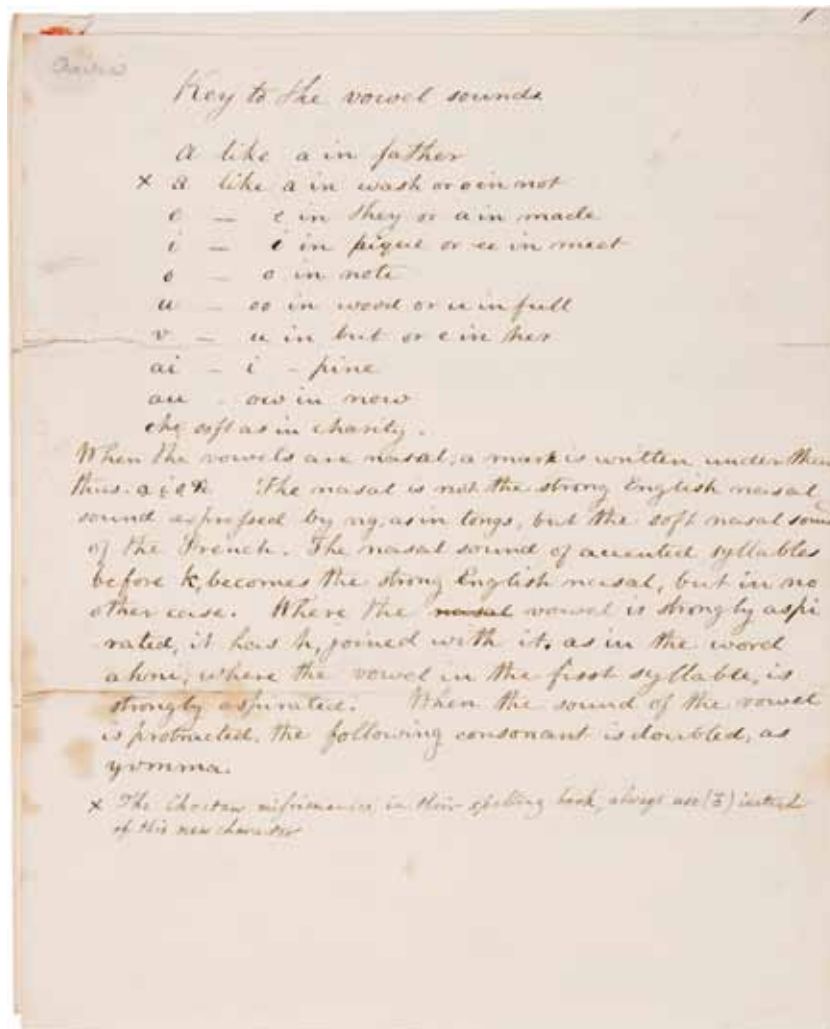 1
Key to the vowel sounds
A like a in father
× a like a in wash or o in not
e – e in they or a in made
i – i in pique or ee in meet
o – o in note
u – oo in wood or u in full
v – u in but or e in her
ai – i – pine
au – ow in now
che soft as in charity.
When the vowels are nasal, a mark is written under them
thus. The nasal is not the strong English nasal
sound expressed by ng, as in tongs, but the soft nasal sound
of the French. The nasal sound of accented syllables
before k, becomes the strong English nasal, but in no
other case. Where the nasal vowel is strongly aspi
rated, it has h, joined with it, as in the word
ahni, where the vowel in the first syllable, is
strongly aspirated. When the sound of the vowel
is protracted, the following consonant is doubled, as
yvmma.
× The Choctaw missionaries, in their spelling book, always use instead
of this new character